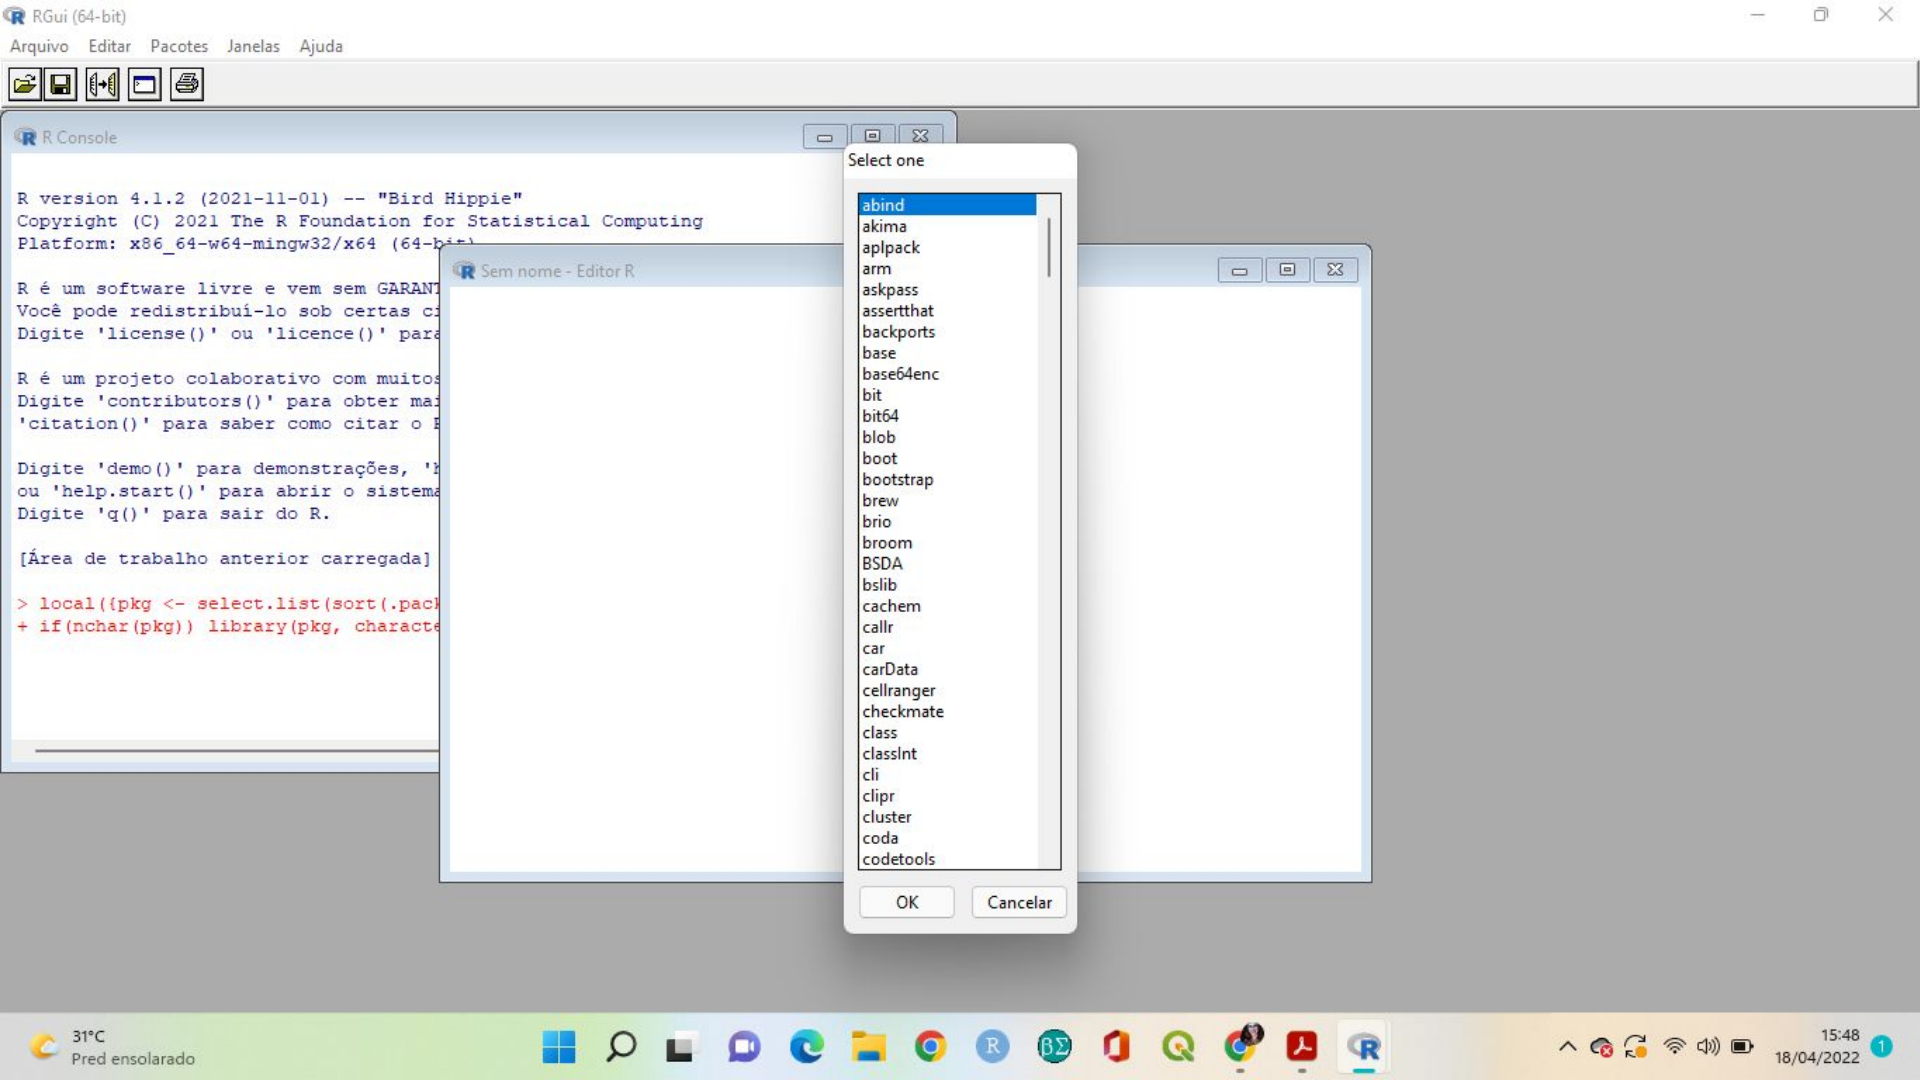 RGui (64-bit)
Arquivo Editar Pacotes Janelas Ajuda
R Console
R version 4.1.2 (2021-11-01) -- "Bird Hippie"
Copyright (C) 2021 The R Foundation for Statistical Computing
Platform: x86_64-w64-mingw32/x64 (64-bit)
R é um software livre e vem sem GARANT
Você pode redistribuí-lo sob certas ci
Digite 'license()' ou 'licence()' para
R é um projeto colaborativo com muitos
Digite 'contributors()' para obter mai
'citation()' para saber como citar o R
Digite 'demo()' para demonstrações, 'h
ou 'help.start()' para abrir o sistema
Digite 'q()' para sair do R.
[Área de trabalho anterior carregada]
> local({pkg <- select.list(sort(.pack
+ if(nchar(pkg)) library(pkg, characte
Sem nome - Editor R
Select one
abind
akima
aplpack
arm
askpass
assertthat
backports
base
base64enc
bit
bit64
blob
boot
bootstrap
brew
brio
broom
BSDA
bslib
cachem
callr
car
carData
cellranger
checkmate
class
classInt
cli
clipr
cluster
coda
codetools
OK Cancelar
31°C
Pred ensolarado
15:48
18/04/2022
1